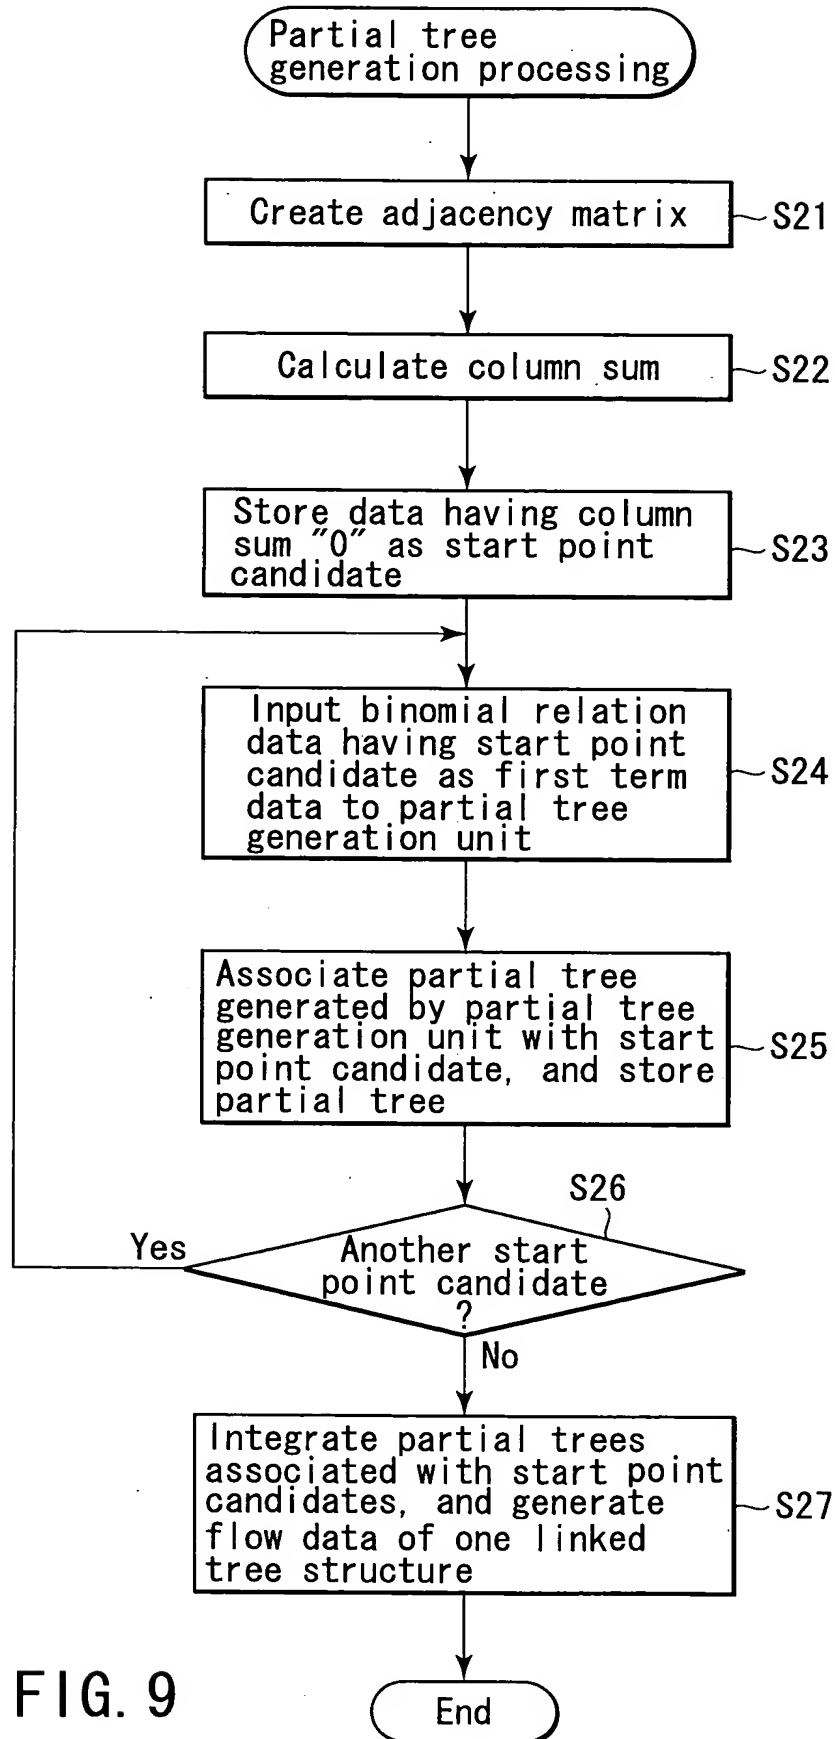 Partial tree
generation processing
Create adjacency matrix
S21
Calculate column sum
S22
Store data having column
sum "0" as start point
candidate
S23
Input binomial relation
data having start point
candidate as first term
data to partial tree
generation unit
S24
Associate partial tree
generated by partial tree
generation unit with start
point candidate, and store
partial tree
S25
S26
Yes
Another start
point candidate
?
No
Integrate partial trees
associated with start point
candidates, and generate
flow data of one linked
tree structure
S27
End
FIG. 9